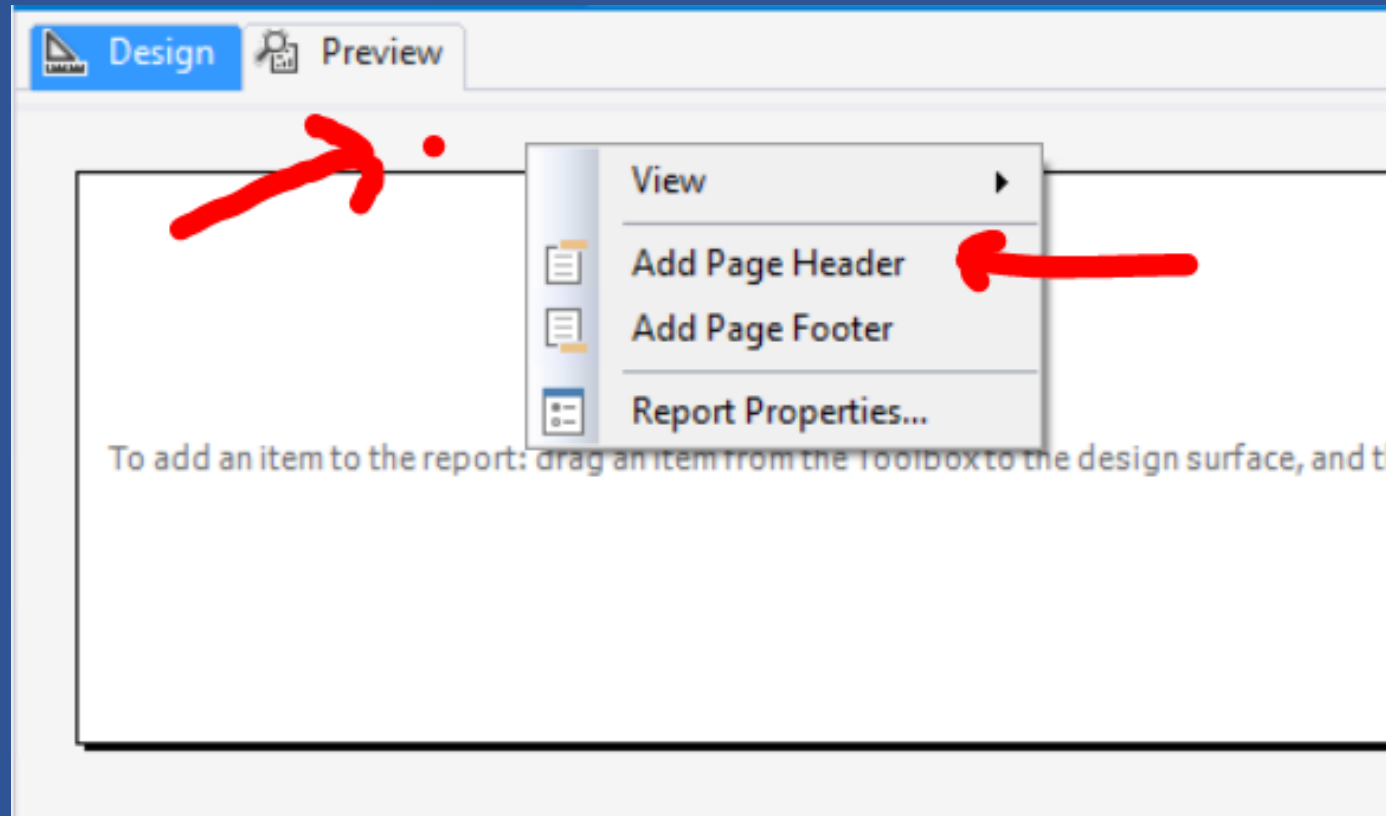 Design Preview
View
Add Page Header
Add Page Footer
Report Properties...
To add an item to the report: drag an item from the Toolbox to the design surface, and